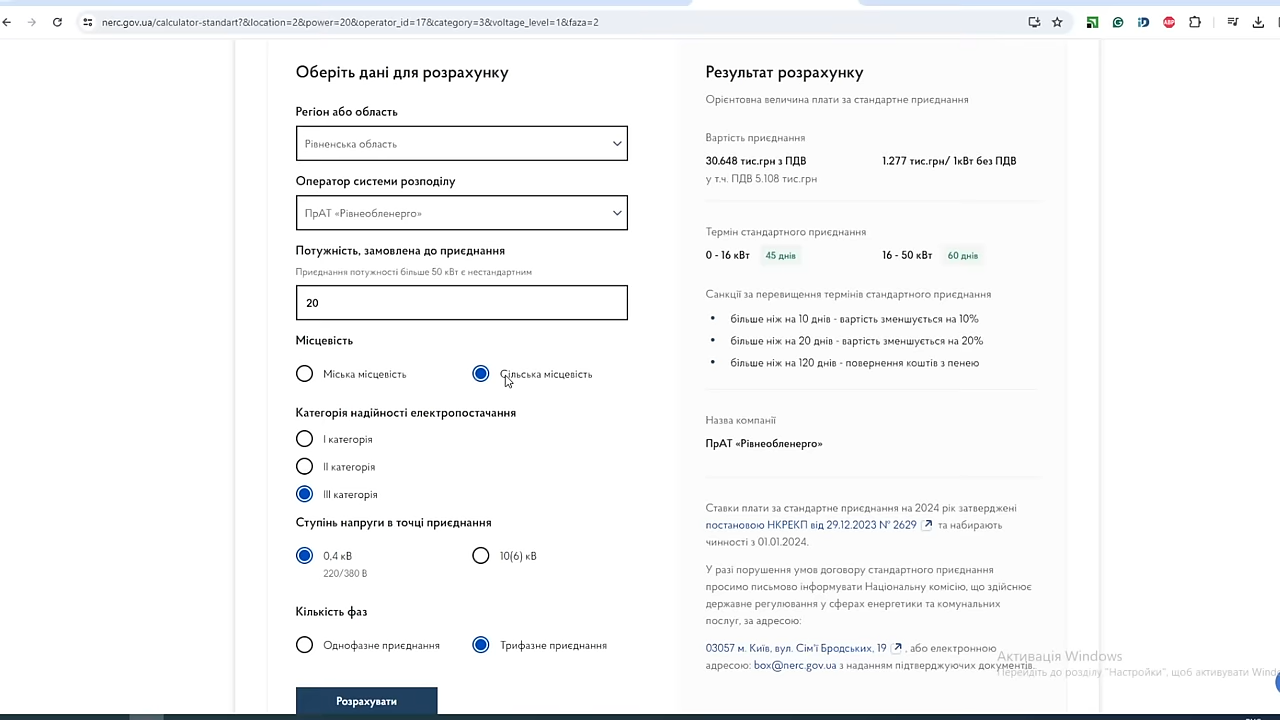 nerc.gov.ua/calculator-standart?&location=2&power=20&operator_id=17&category=3&voltage_level=1&faza=2
Оберіть дані для розрахунку
Регіон або область
Рівненська область
Оператор системи розподілу
ПрАТ «Рівнеобленерго»
Потужність, замовлена до приєднання
Приєднання потужності більше 50 кВт є нестандартним
20
Місцевість
Міська місцевість
Сільська місцевість
Категорія надійності електропостачання
I категорія
II категорія
III категорія
Ступінь напруги в точці приєднання
0,4 кВ
10(6) кВ
220/380 В
Кількість фаз
Однофазне приєднання
Трифазне приєднання
Розрахувати
Результат розрахунку
Орієнтовна величина плати за стандартне приєднання
Вартість приєднання
30.648 тис.грн з ПДВ
1.277 тис.грн/ 1кВт без ПДВ
у т.ч. ПДВ 5.108 тис.грн
Термін стандартного приєднання
0 - 16 кВт 45 днів
16 - 50 кВт 60 днів
Санкції за перевищення термінів стандартного приєднання
• більше ніж на 10 днів - вартість зменшується на 10%
• більше ніж на 20 днів - вартість зменшується на 20%
• більше ніж на 120 днів - повернення коштів з пенею
Назва компанії
ПрАТ «Рівнеобленерго»
Ставки плати за стандартне приєднання на 2024 рік затверджені
постановою НКРЕКП від 29.12.2023 № 2629 та набирають
чинності з 01.01.2024.
У разі порушення умов договору стандартного приєднання
просимо письмово інформувати Національну комісію, що здійснює
державне регулювання у сферах енергетики та комунальних
послуг, за адресою:
03057 м. Київ, вул. Сім'ї Бродських, 19 , або електронною
адресою: box@nerc.gov.ua з наданням підтверджуючих документів.
Активація Windows
Перейдіть до розділу "Настройки", щоб активувати Wind